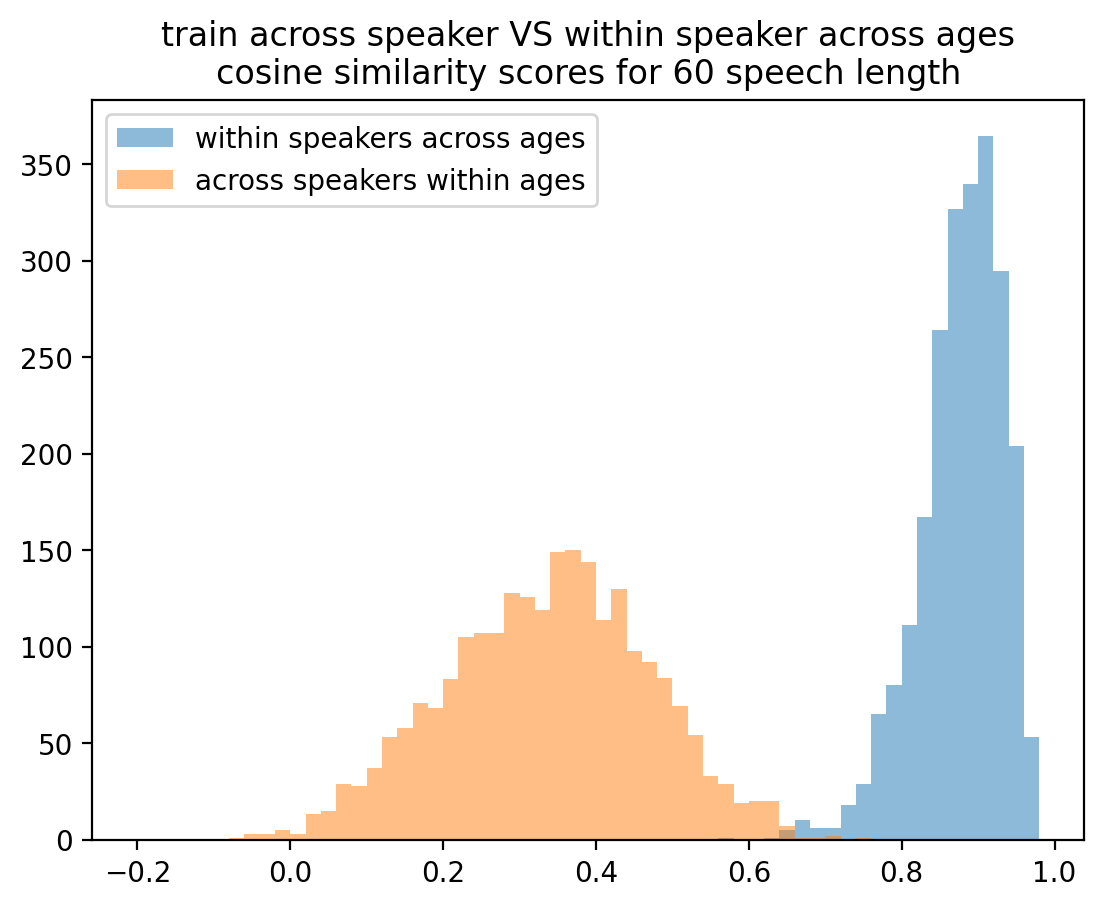 train across speaker VS within speaker across ages
cosine similarity scores for 60 speech length
within speakers across ages
across speakers within ages
350
300
250
200
150
100
50
0
−0.2 0.0 0.2 0.4 0.6 0.8 1.0